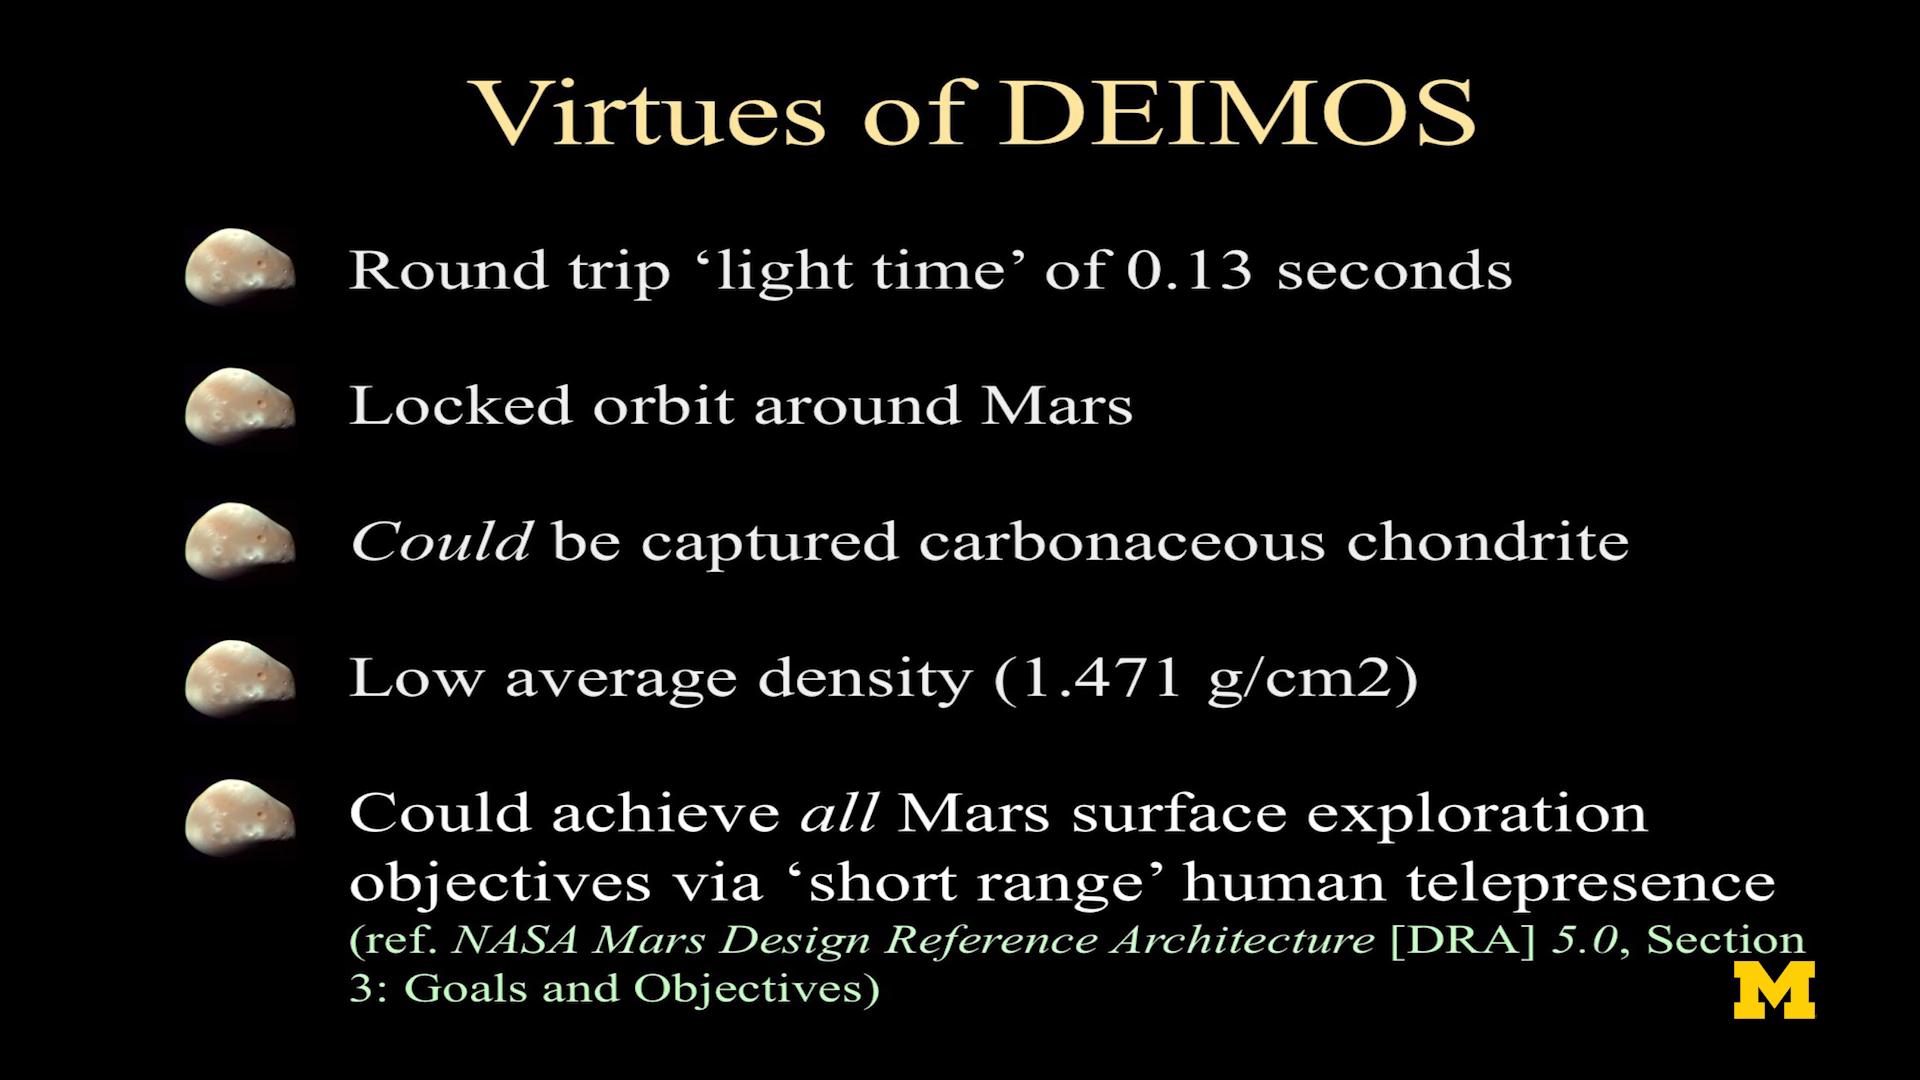 Virtues of DEIMOS
Round trip ‘light time’ of 0.13 seconds
Locked orbit around Mars
Could be captured carbonaceous chondrite
Low average density (1.471 g/cm2)
Could achieve all Mars surface exploration
objectives via ‘short range’ human telepresence
(ref. NASA Mars Design Reference Architecture [DRA] 5.0, Section
3: Goals and Objectives)
M